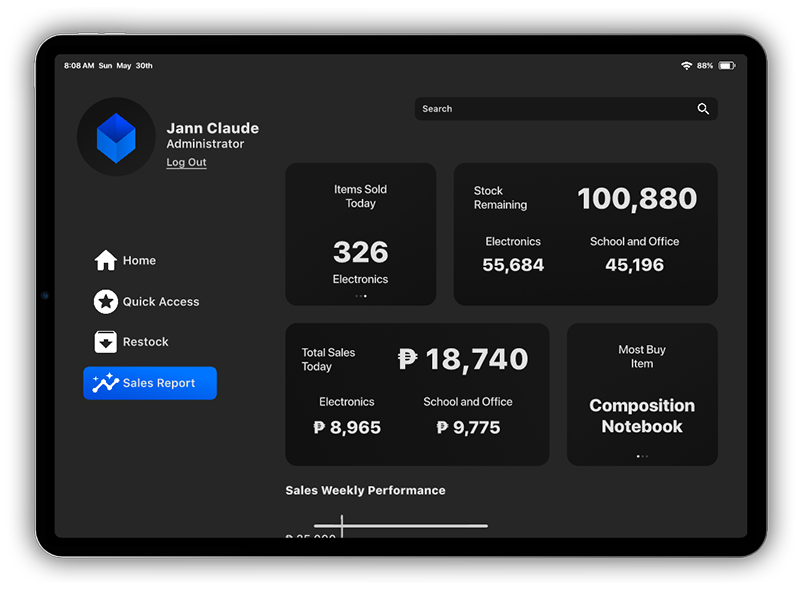 8:08 AM Sun May 30th
88%
Jann Claude
Administrator
Log Out
Search
Home
Quick Access
Restock
Sales Report
Items Sold
Today
326
Electronics
Stock
Remaining
100,880
Electronics
55,684
School and Office
45,196
Total Sales
Today
₱ 18,740
Electronics
₱ 8,965
School and Office
₱ 9,775
Most Buy
Item
Composition
Notebook
Sales Weekly Performance